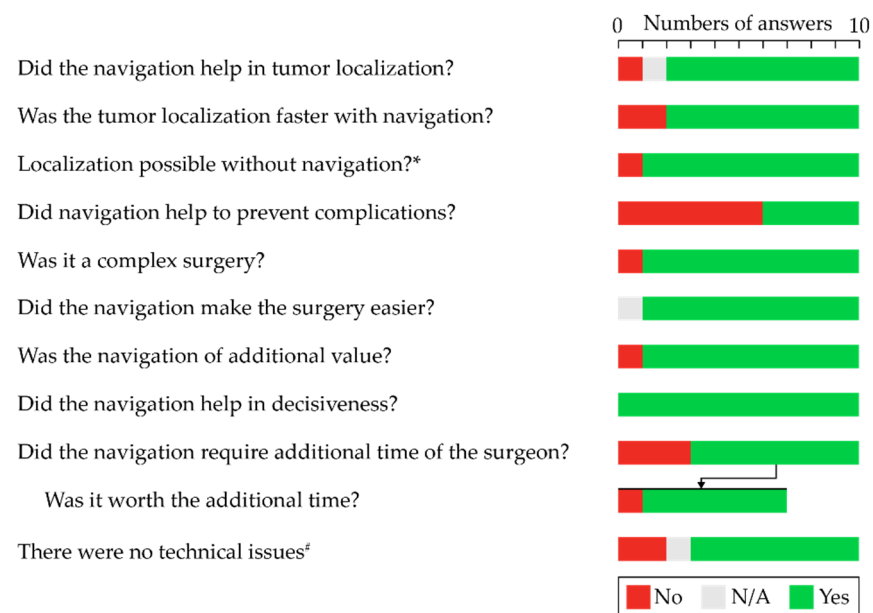 0 Numbers of answers 10
Did the navigation help in tumor localization?
Was the tumor localization faster with navigation?
Localization possible without navigation?*
Did navigation help to prevent complications?
Was it a complex surgery?
Did the navigation make the surgery easier?
Was the navigation of additional value?
Did the navigation help in decisiveness?
Did the navigation require additional time of the surgeon?
Was it worth the additional time?
There were no technical issues#
No N/A Yes